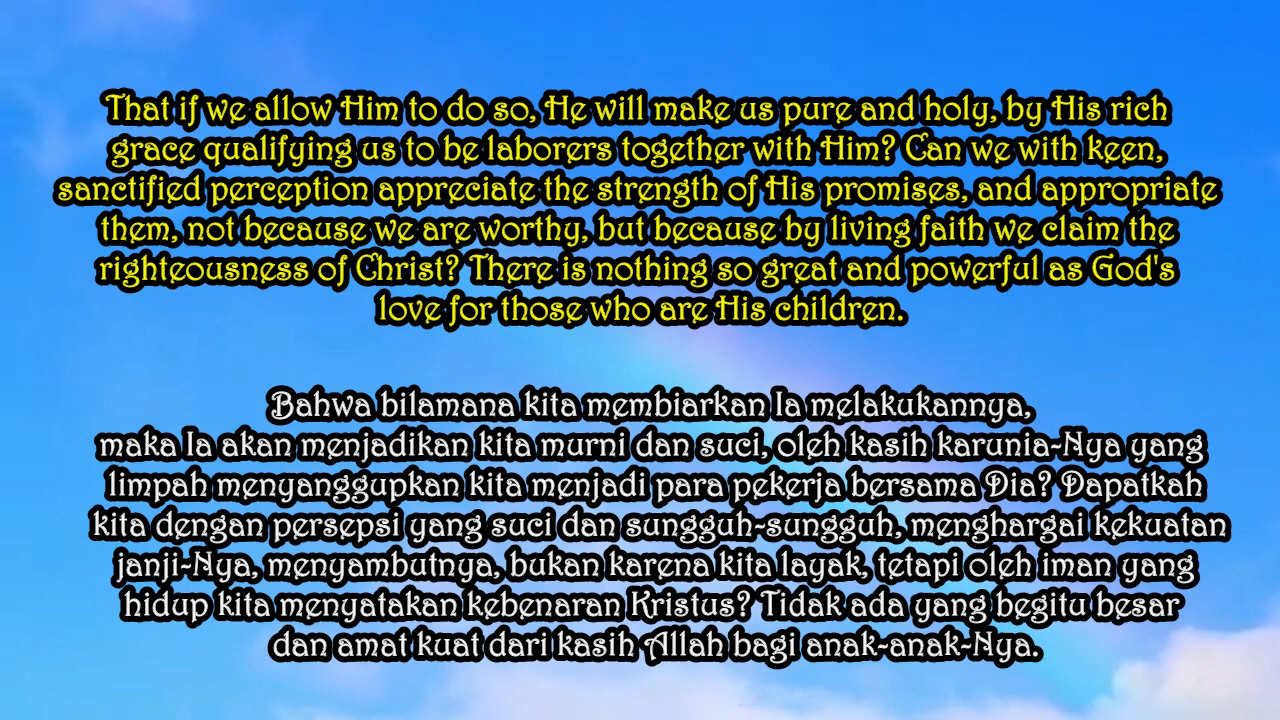 That if we allow Him to do so, He will make us pure and holy, by His rich
grace qualifying us to be laborers together with Him? Can we with keen,
sanctified perception appreciate the strength of His promises, and appropriate
them, not because we are worthy, but because by living faith we claim the
righteousness of Christ? There is nothing so great and powerful as God's
love for those who are His children.
Bahwa bilamana kita membiarkan Ia melakukannya,
maka Ia akan menjadikan kita murni dan suci, oleh kasih karunia-Nya yang
limpah menyanggupkan kita menjadi para pekerja bersama Dia? Dapatkah
kita dengan persepsi yang suci dan sungguh-sungguh, menghargai kekuatan
janji-Nya, menyambutnya, bukan karena kita layak, tetapi oleh iman yang
hidup kita menyatakan kebenaran Kristus? Tidak ada yang begitu besar
dan amat kuat dari kasih Allah bagi anak-anak-Nya.